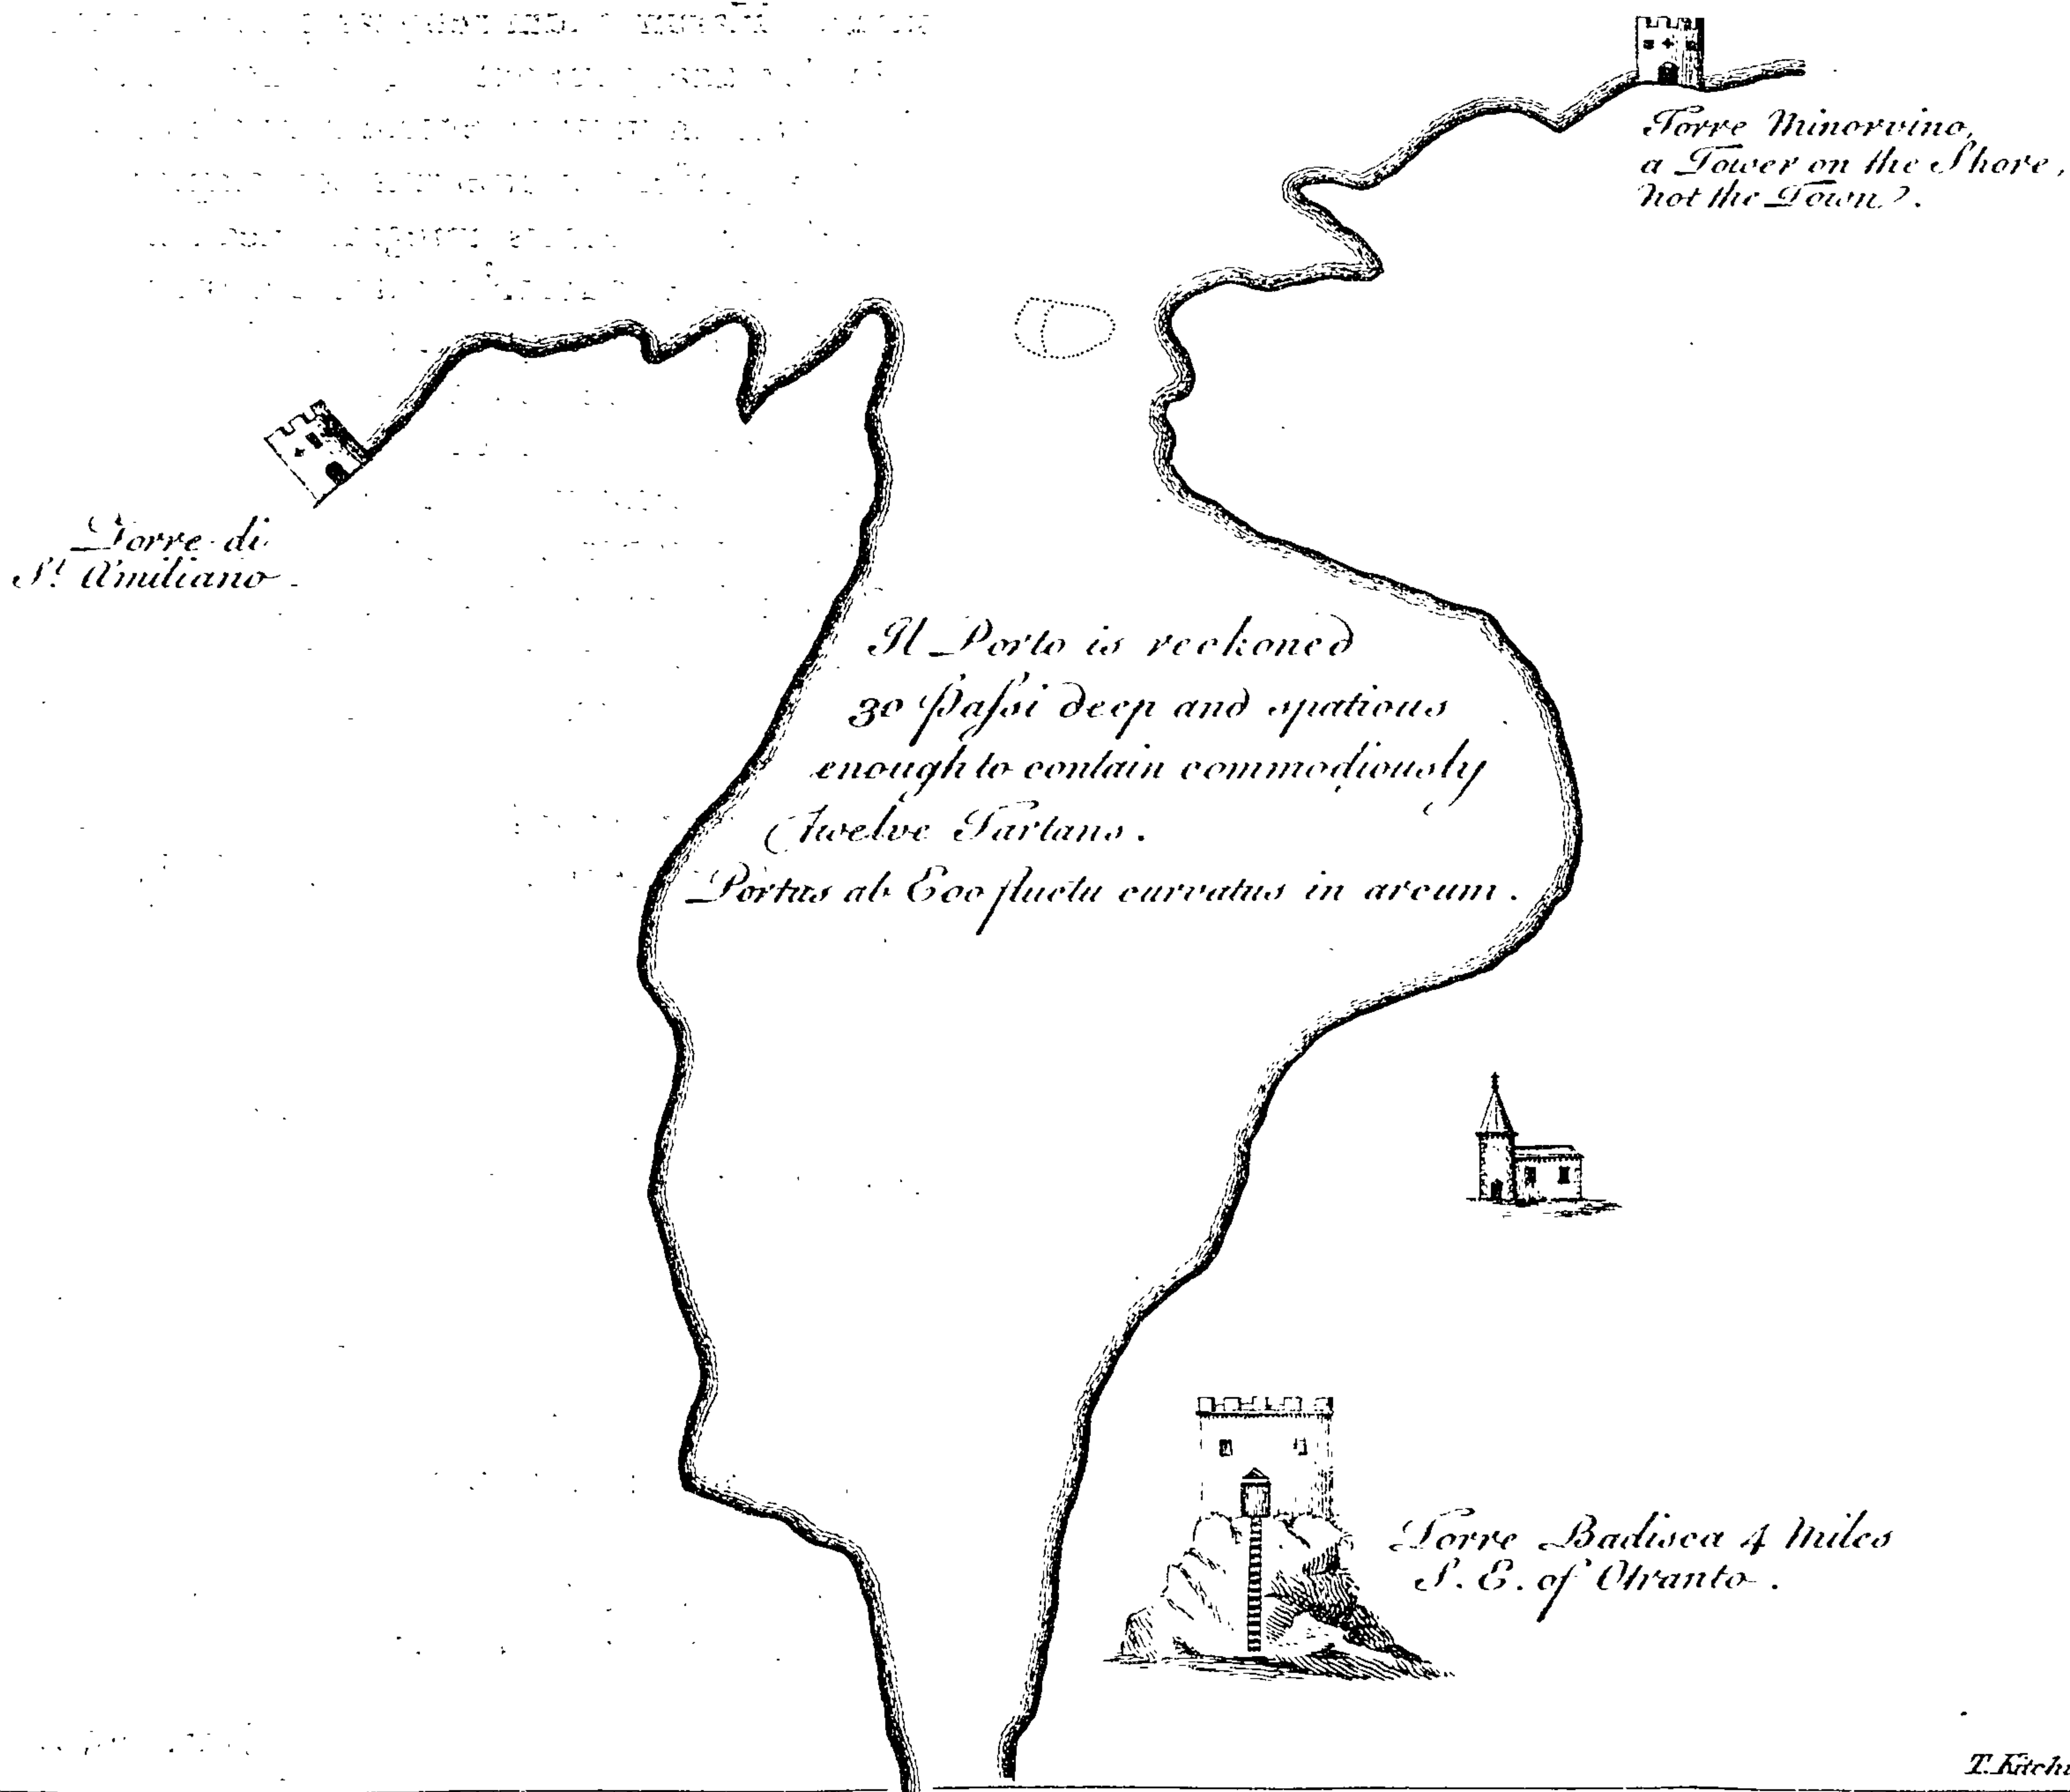 Torre Minorvino,
a Tower on the Shore,
not the Town.
Torre di
St. Æmiliano
Il Porto is reckoned
30 Passi deep and spatious
enough to contain commodiously
twelve Tartans.
Portus ab Eoo fluctu curvatus in arcum.
Torre Badisca 4 Miles
S. E. of Otranto.
T. Kitch